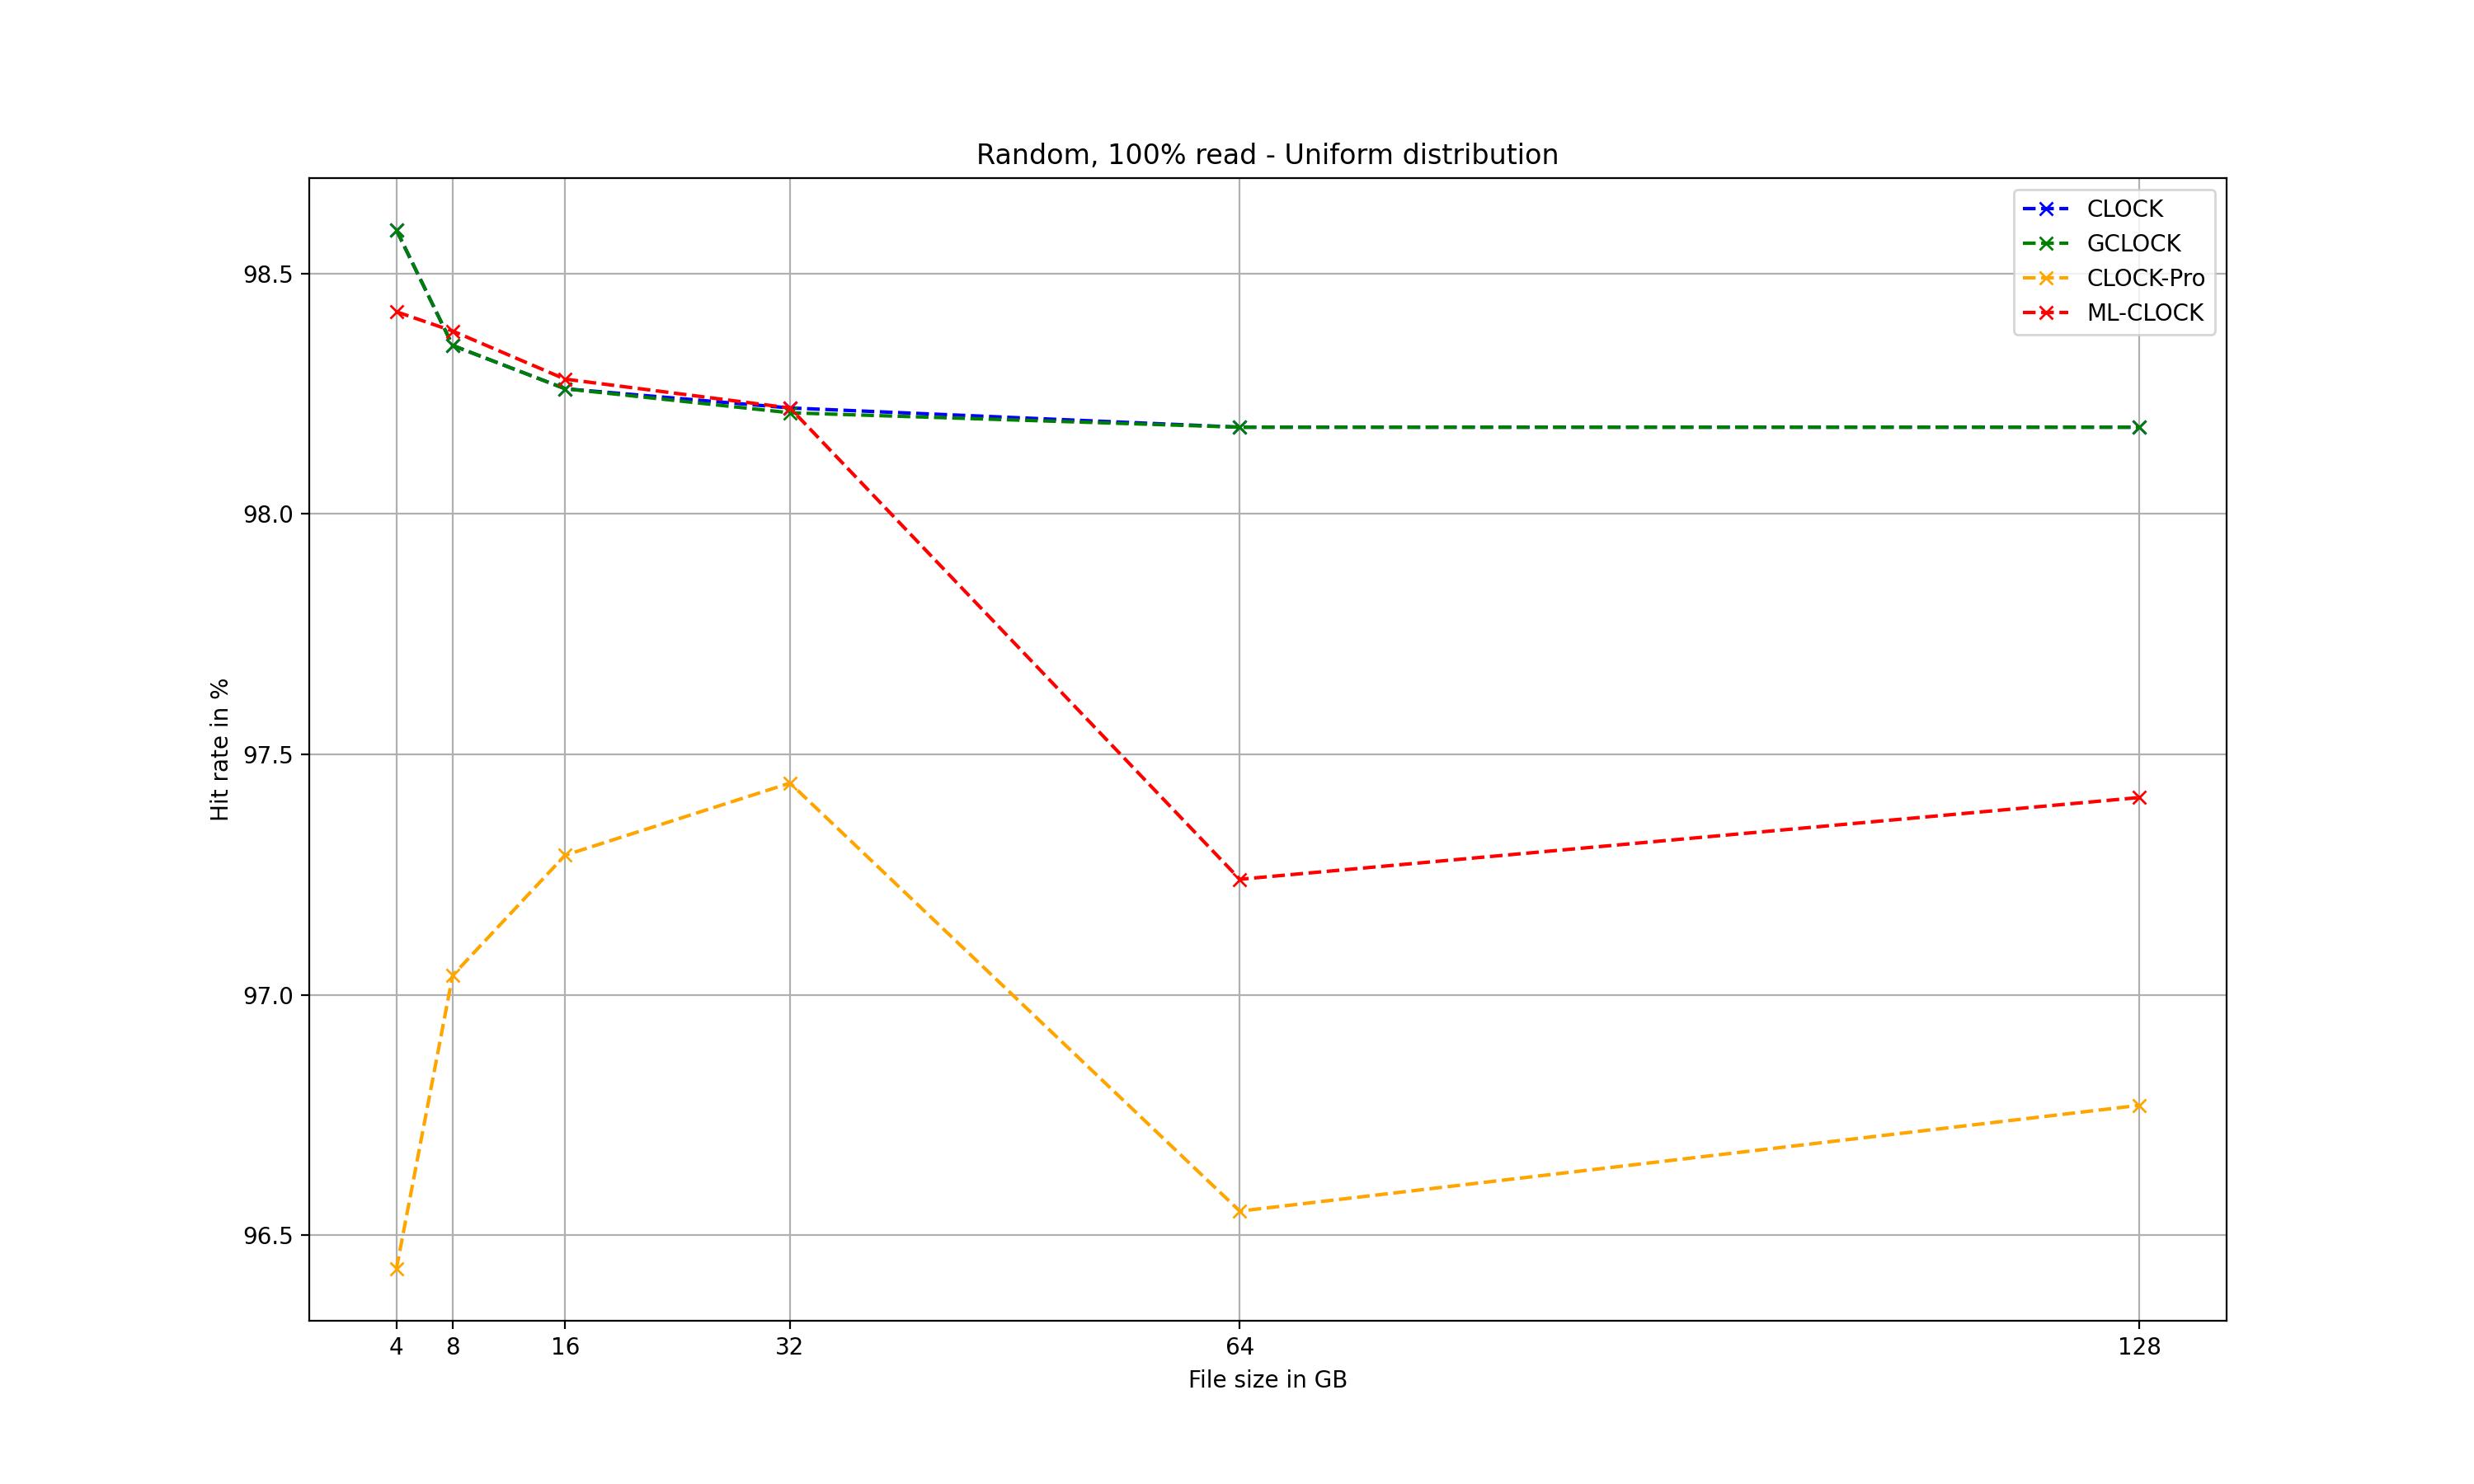 Random, 100% read - Uniform distribution
CLOCK
GCLOCK
CLOCK-Pro
ML-CLOCK
Hit rate in %
98.5
98.0
97.5
97.0
96.5
4 8 16 32 64 128
File size in GB